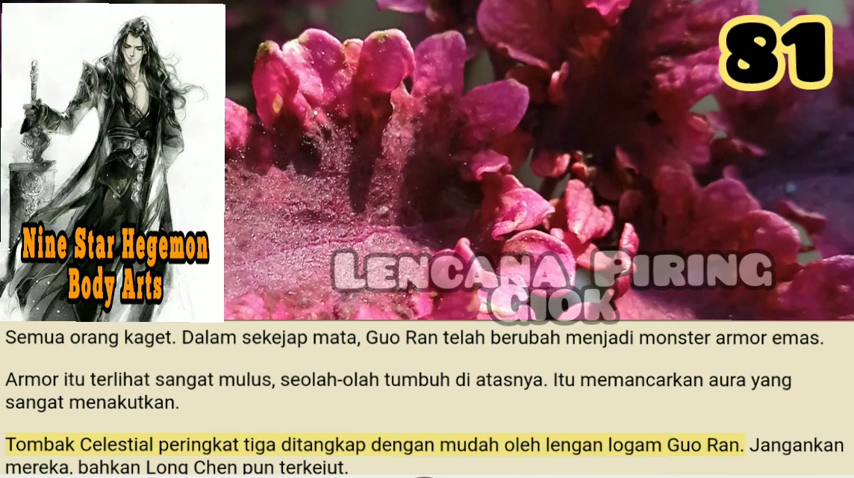 81
Nine Star Hegemon
Body Arts
Lencana Piring
Giok
Semua orang kaget. Dalam sekejap mata, Guo Ran telah berubah menjadi monster armor emas.
Armor itu terlihat sangat mulus, seolah-olah tumbuh di atasnya. Itu memancarkan aura yang
sangat menakutkan.
Tombak Celestial peringkat tiga ditangkap dengan mudah oleh lengan logam Guo Ran. Jangankan
mereka, bahkan Long Chen pun terkejut.